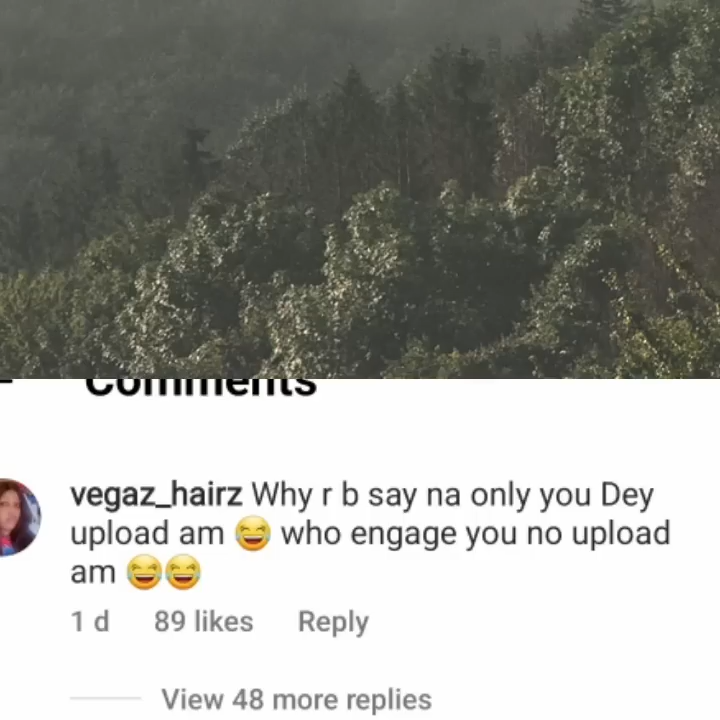 Comments
vegaz_hairz Why r b say na only you Dey
upload am 😂 who engage you no upload
am 😂😂
1 d 89 likes Reply
View 48 more replies